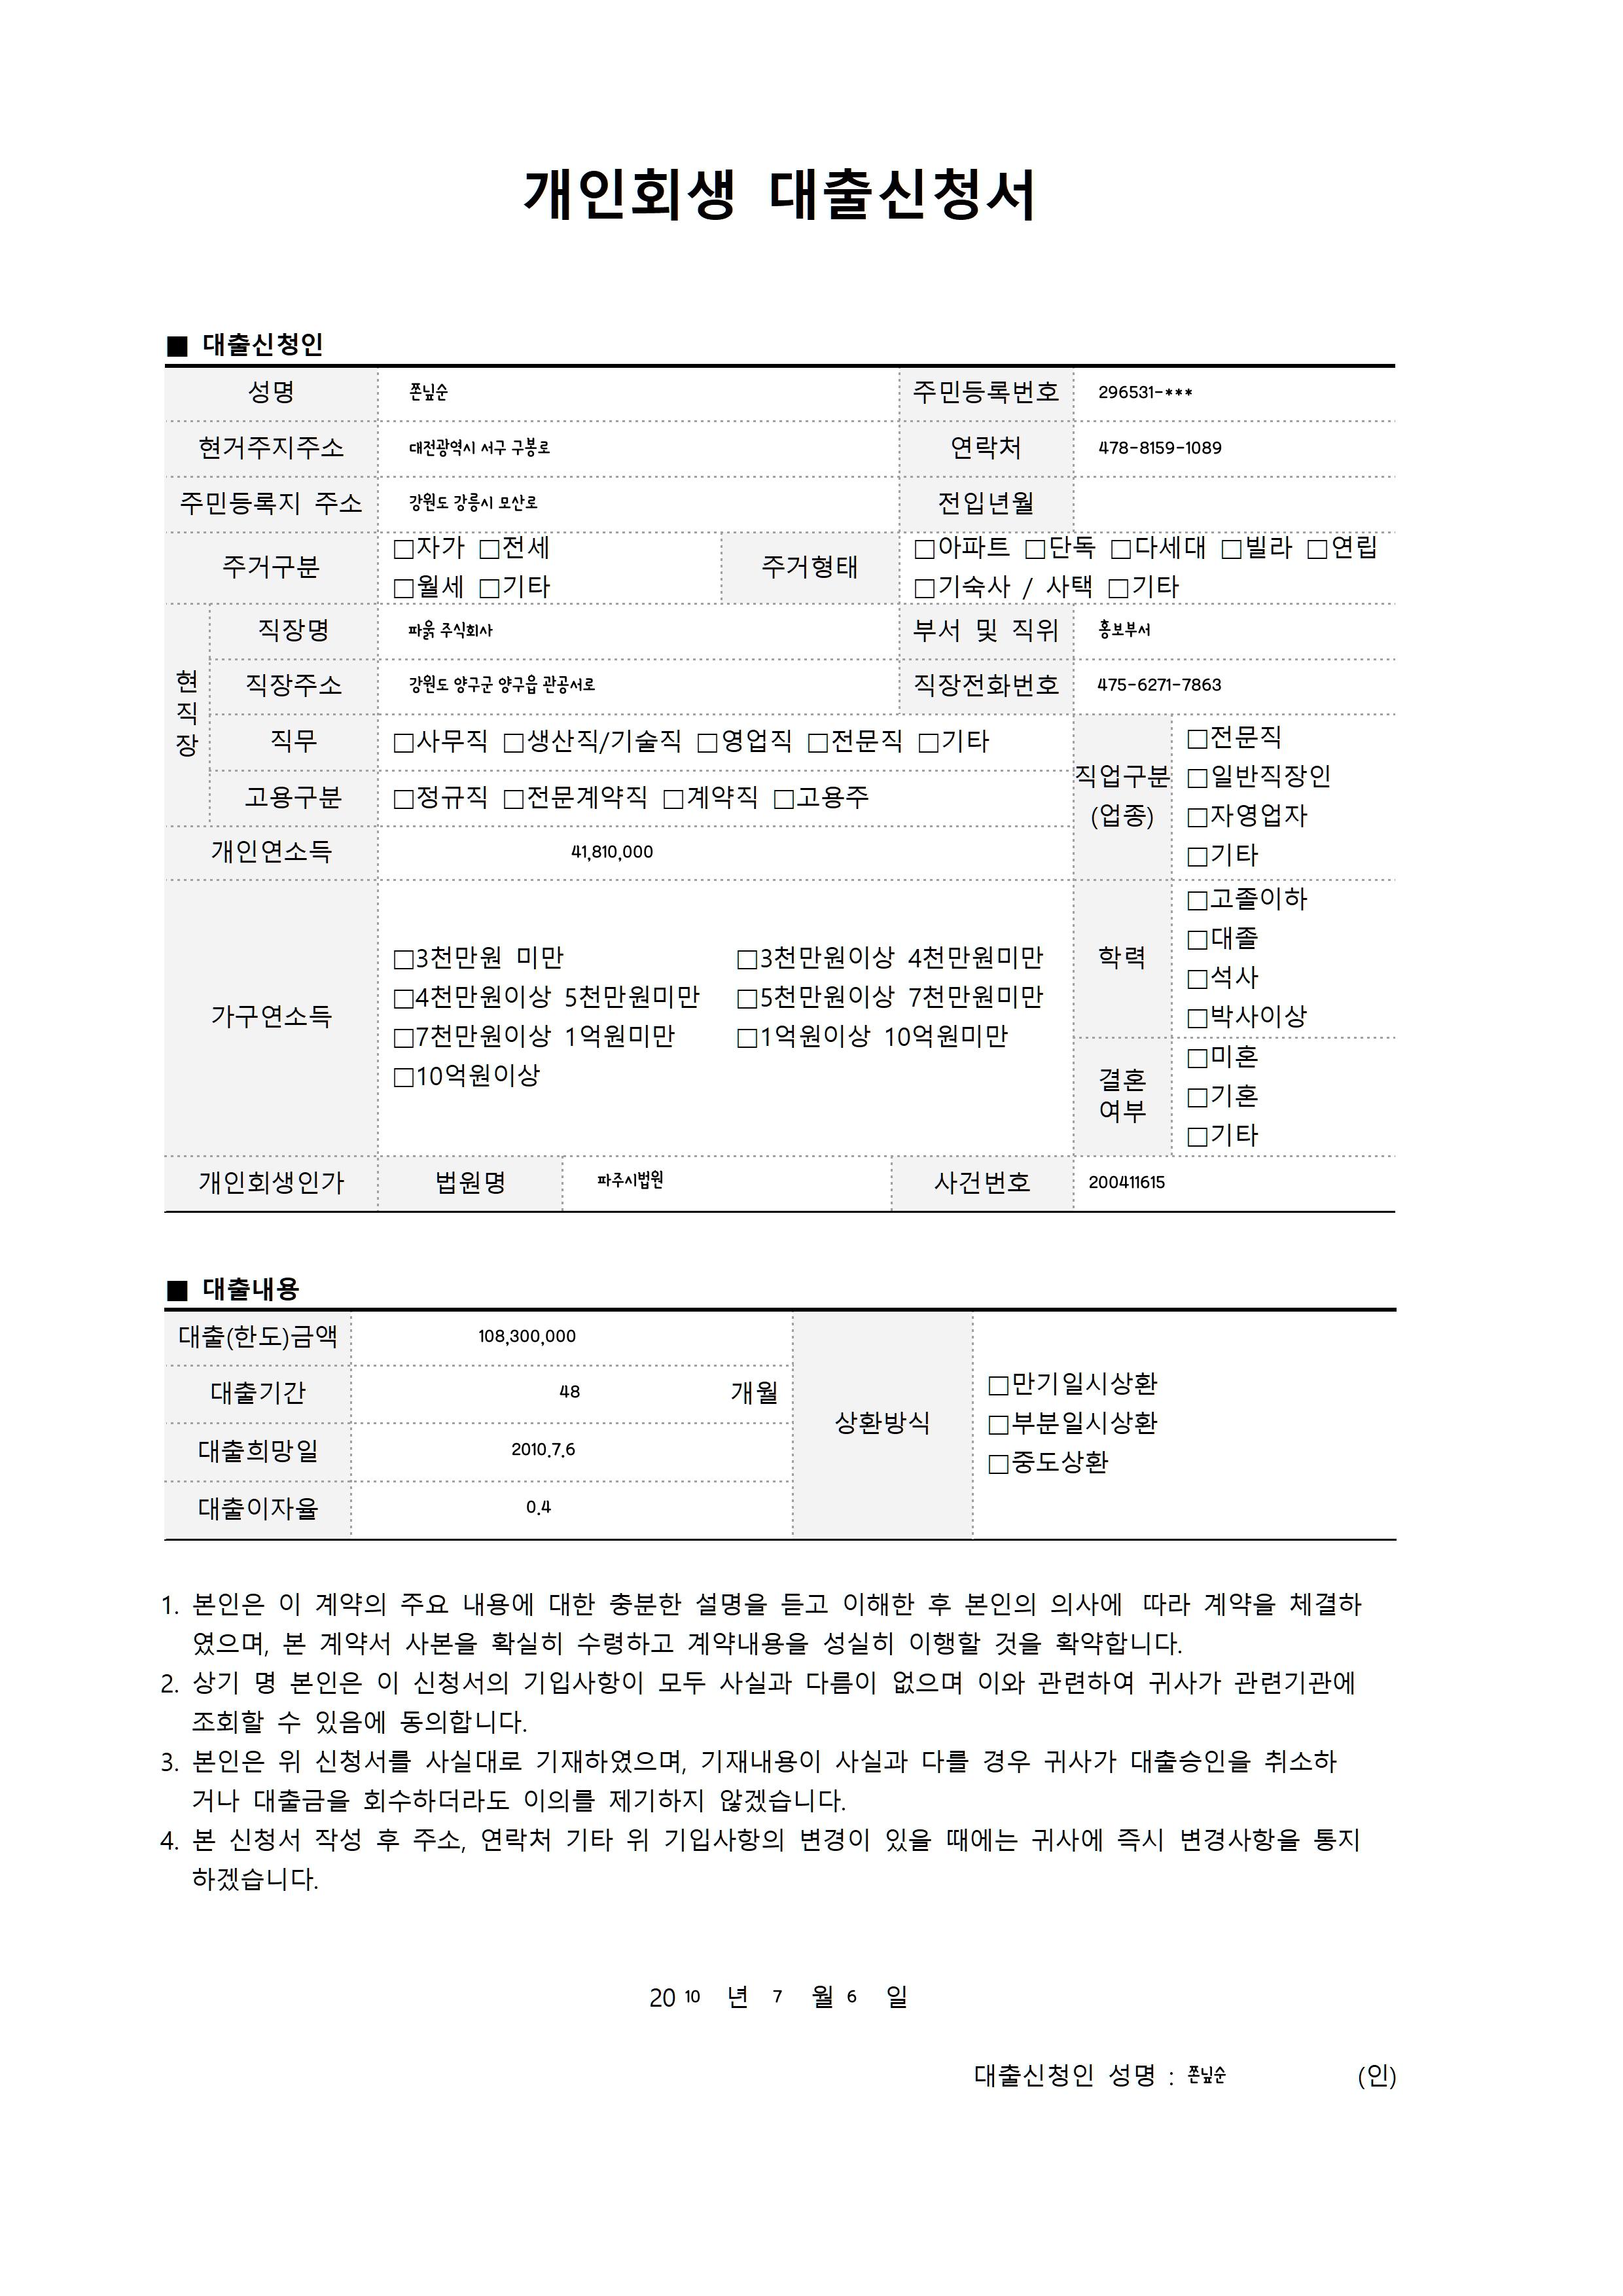 개인회생 대출신청서
■ 대출신청인
성명 쫀닢순 주민등록번호 296531-***
현거주지주소 대전광역시 서구 구봉로 연락처 478-8159-1089
주민등록지 주소 강원도 강릉시 모산로 전입년월
주거구분 □자가 □전세
□월세 □기타
주거형태 □아파트 □단독 □다세대 □빌라 □연립
□기숙사 / 사택 □기타
현직장
직장명 파욹 주식회사 부서 및 직위 홍보부서
직장주소 강원도 양구군 양구읍 관공서로 직장전화번호 475-6271-7863
직무 □사무직 □생산직/기술직 □영업직 □전문직 □기타
고용구분 □정규직 □전문계약직 □계약직 □고용주
직업구분
(업종)
□전문직
□일반직장인
□자영업자
□기타
개인연소득 41,810,000
가구연소득
□3천만원 미만 □3천만원이상 4천만원미만
□4천만원이상 5천만원미만 □5천만원이상 7천만원미만
□7천만원이상 1억원미만 □1억원이상 10억원미만
□10억원이상
학력
□고졸이하
□대졸
□석사
□박사이상
결혼
여부
□미혼
□기혼
□기타
개인회생인가 법원명 파주시법원 사건번호 200411615
■ 대출내용
대출(한도)금액 108,300,000
대출기간 48 개월
대출희망일 2010.7.6
대출이자율 0.4
상환방식
□만기일시상환
□부분일시상환
□중도상환
1. 본인은 이 계약의 주요 내용에 대한 충분한 설명을 듣고 이해한 후 본인의 의사에 따라 계약을 체결하
였으며, 본 계약서 사본을 확실히 수령하고 계약내용을 성실히 이행할 것을 확약합니다.
2. 상기 명 본인은 이 신청서의 기입사항이 모두 사실과 다름이 없으며 이와 관련하여 귀사가 관련기관에
조회할 수 있음에 동의합니다.
3. 본인은 위 신청서를 사실대로 기재하였으며, 기재내용이 사실과 다를 경우 귀사가 대출승인을 취소하
거나 대출금을 회수하더라도 이의를 제기하지 않겠습니다.
4. 본 신청서 작성 후 주소, 연락처 기타 위 기입사항의 변경이 있을 때에는 귀사에 즉시 변경사항을 통지
하겠습니다.
20 10 년 7 월 6 일
대출신청인 성명 : 쫀닢순 (인)